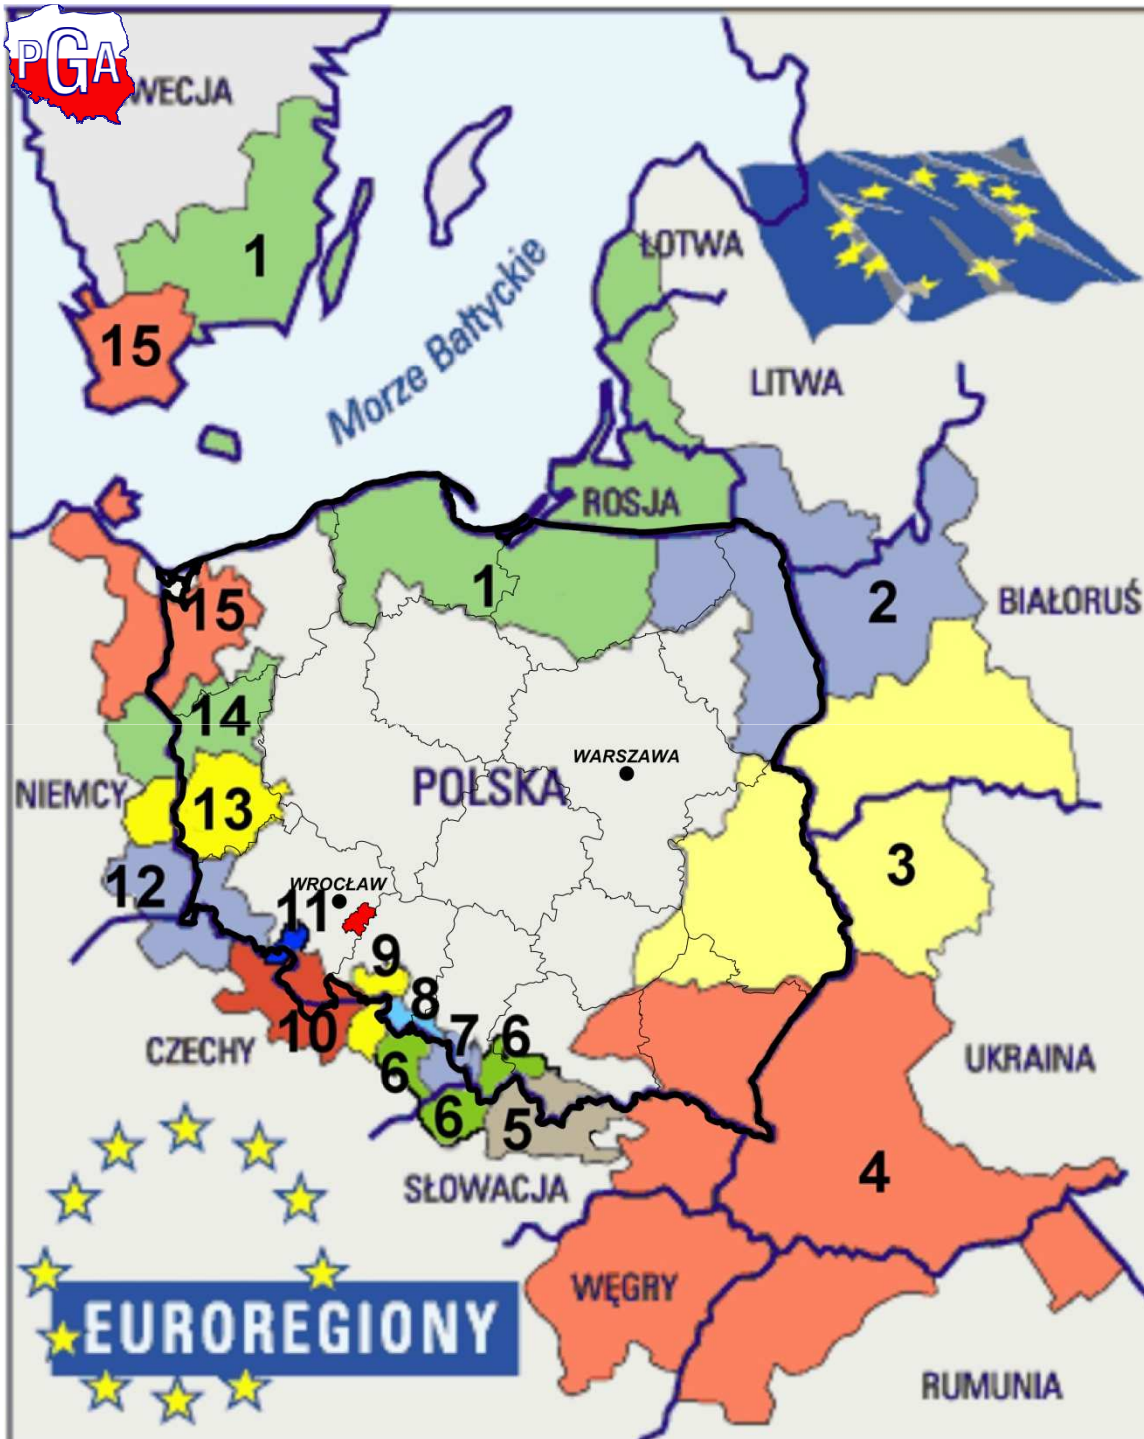 PGA
WECJA
1
ŁOTWA
15
Morze Bałtyckie
LITWA
ROSJA
1
15
2
BIAŁORUŚ
14
WARSZAWA
NIEMCY
POLSKA
13
3
12
WROCŁAW
11
9
8
7
6
10
CZECHY
6
UKRAINA
6
5
4
SŁOWACJA
WĘGRY
EUROREGIONY
RUMUNIA